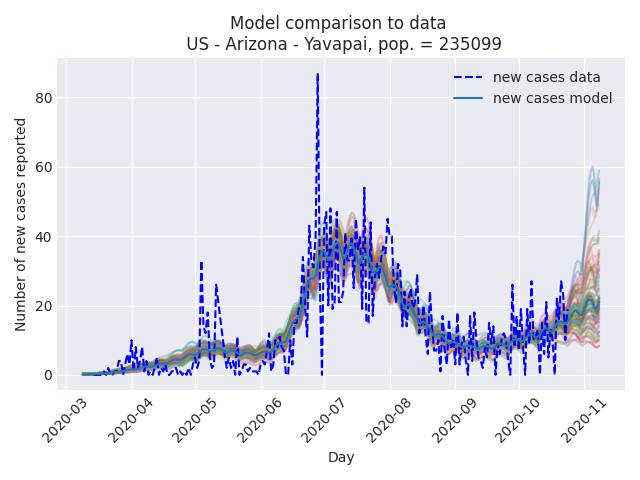 Model comparison to data
US - Arizona - Yavapai, pop. = 235099
new cases data
new cases model
Number of new cases reported
80
60
40
20
0
2020-03
2020-04
2020-05
2020-06
2020-07
2020-08
2020-09
2020-10
2020-11
Day